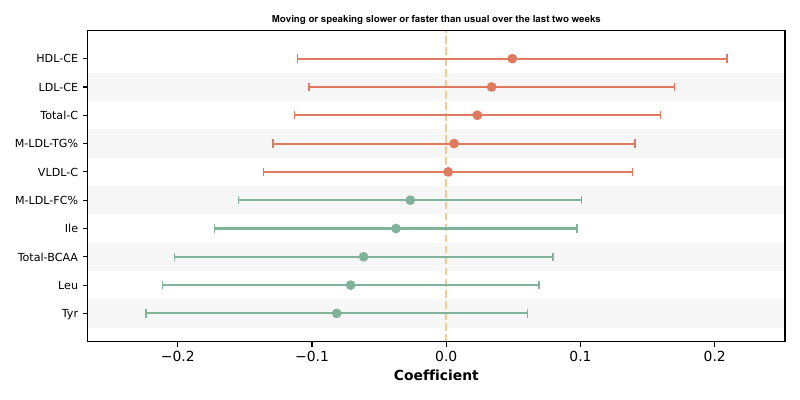 Moving or speaking slower or faster than usual over the last two weeks
HDL-CE
LDL-CE
Total-C
M-LDL-TG%
VLDL-C
M-LDL-FC%
Ile
Total-BCAA
Leu
Tyr
−0.2 −0.1 0.0 0.1 0.2
Coefficient